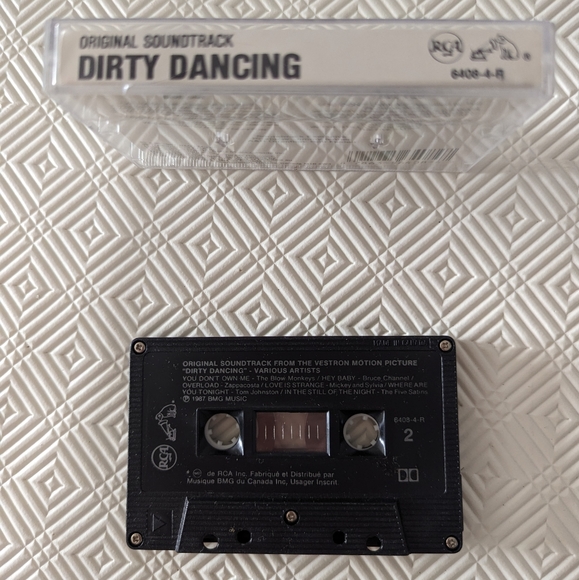 ORIGINAL SOUNDTRACK
DIRTY DANCING
RCA
6408-4-R
MADE IN CANADA
ORIGINAL SOUNDTRACK FROM THE VESTRON MOTION PICTURE
"DIRTY DANCING" - VARIOUS ARTISTS
YOU DON'T OWN ME - The Blow Monkeys / HEY BABY - Bruce Channel /
OVERLOAD - Zappacosta / LOVE IS STRANGE - Mickey and Sylvia / WHERE ARE
YOU TONIGHT - Tom Johnston / IN THE STILL OF THE NIGHT - The Five Satins
℗ 1987 BMG MUSIC
6408-4-R
2
RCA
de RCA Inc. Fabriqué et Distribué par
Musique BMG du Canada Inc, Usager Inscrit.